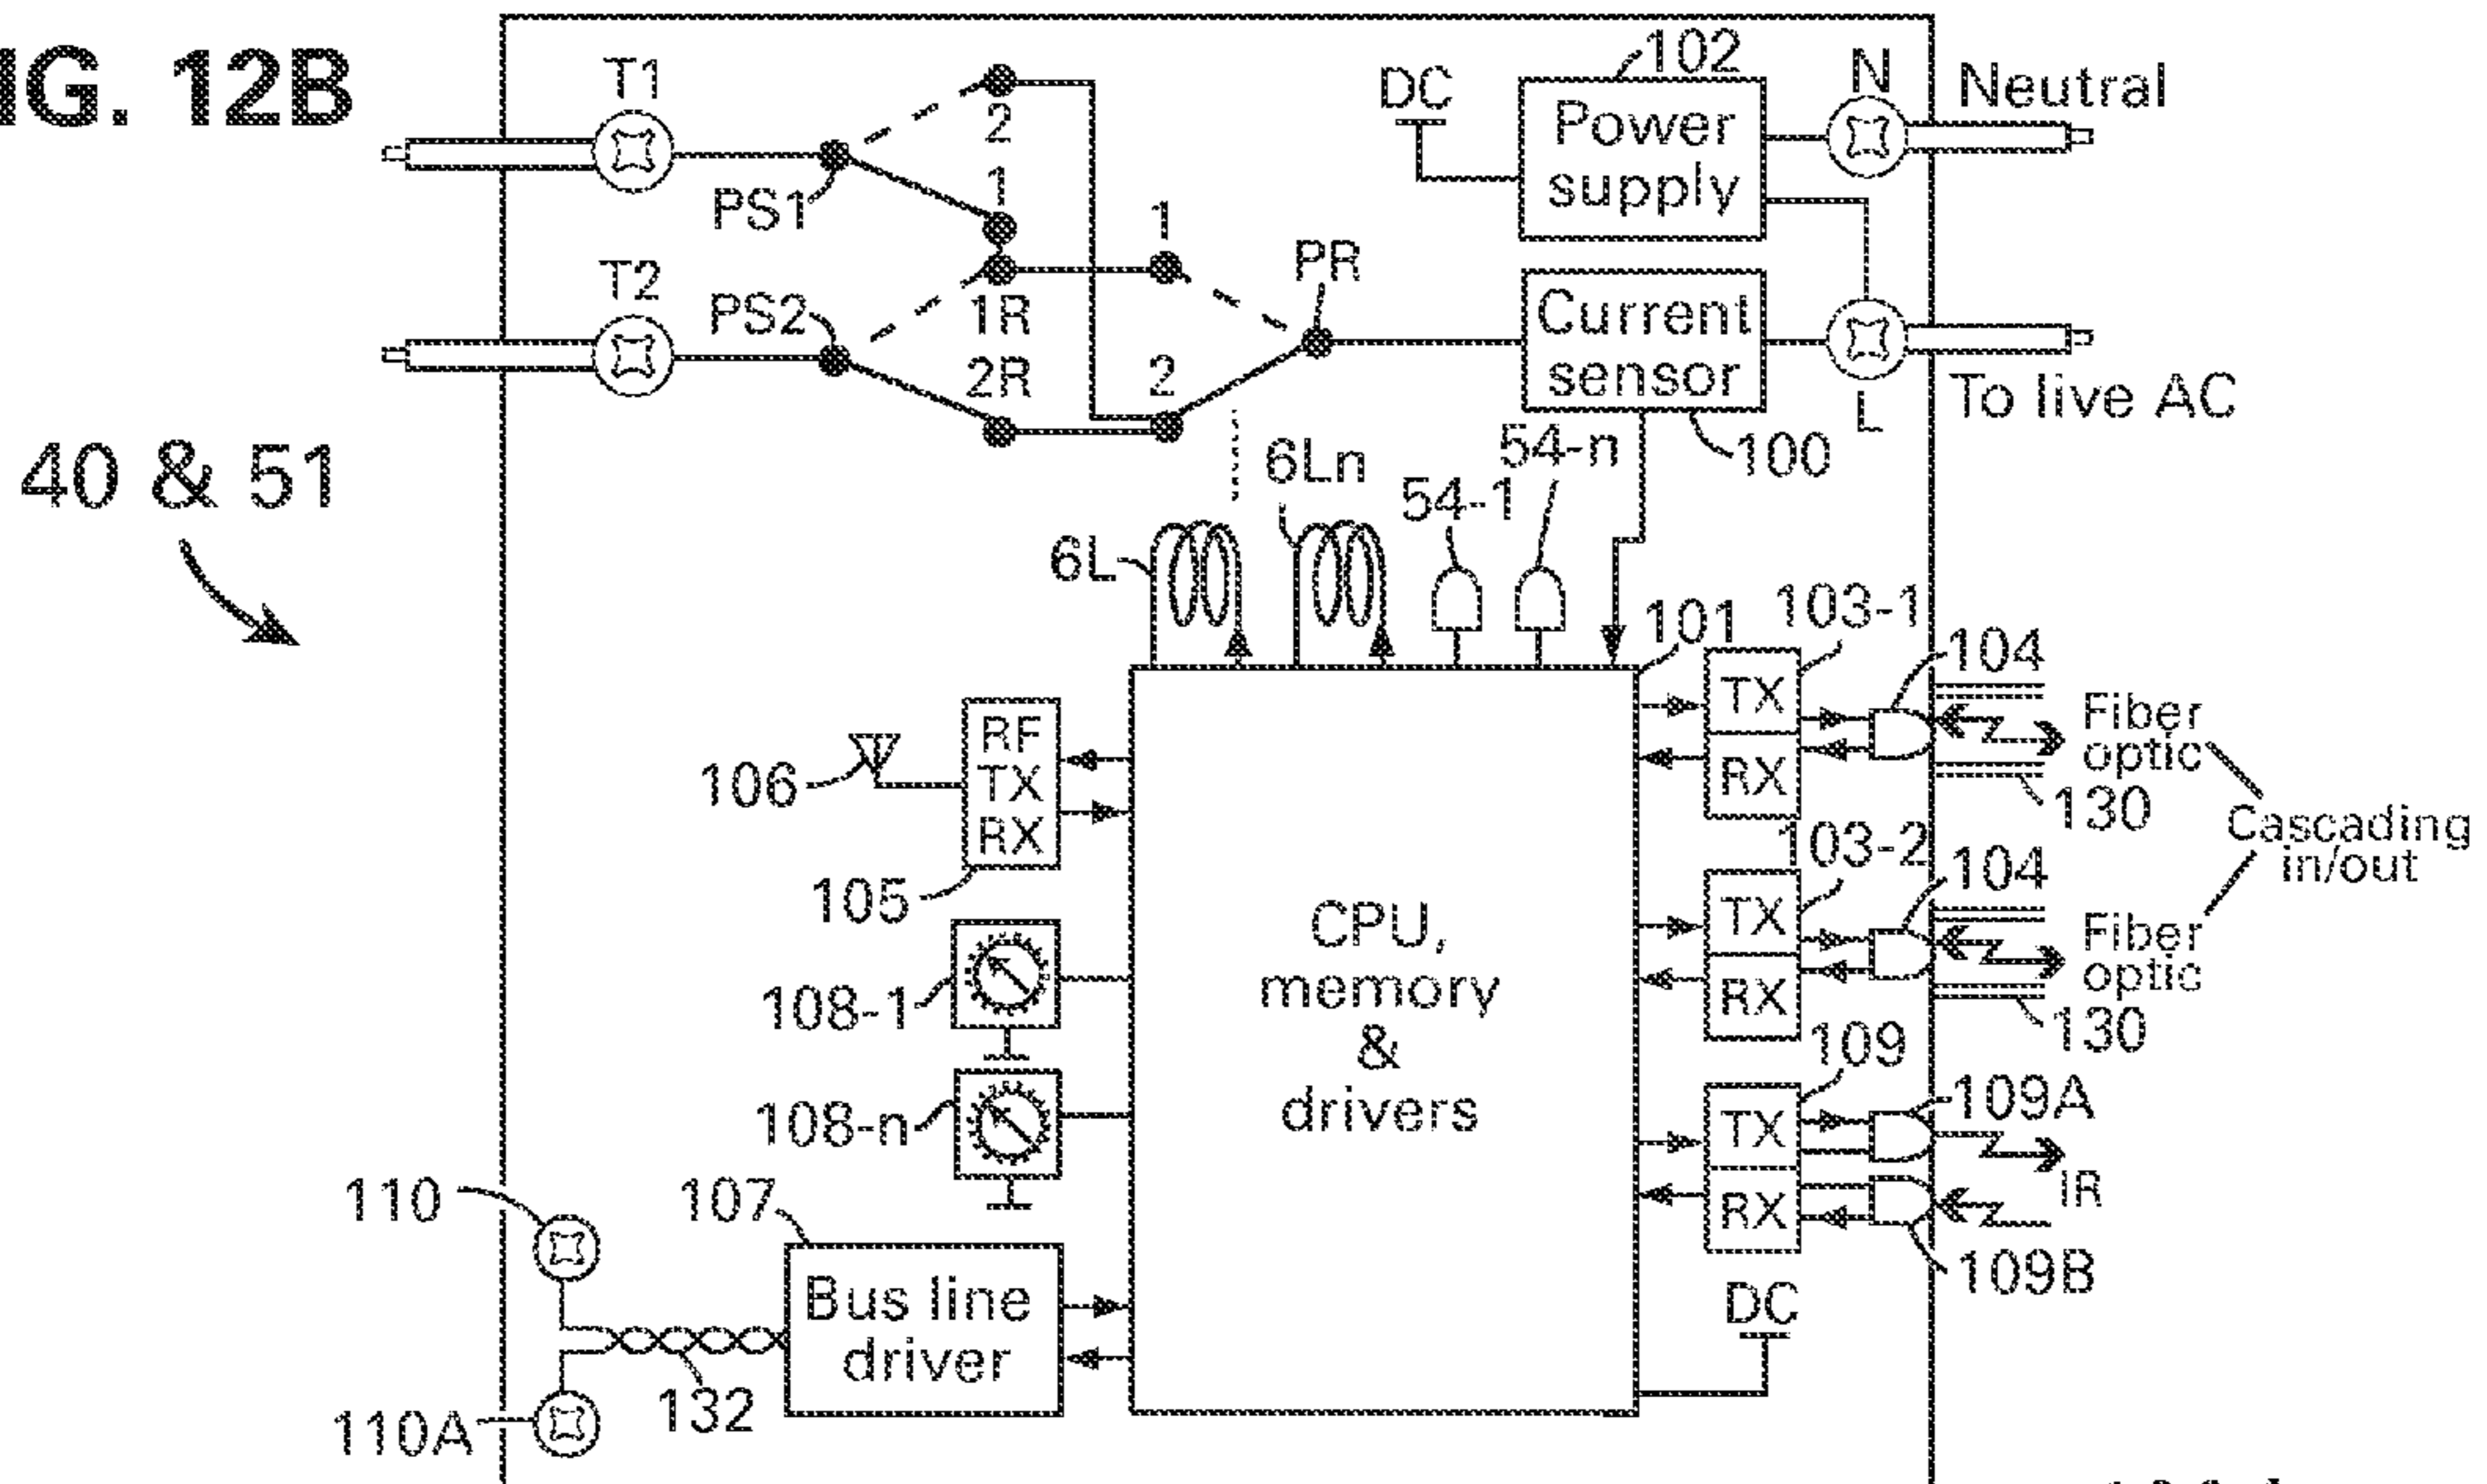 IG. 12B
40 & 51
T1
PS1
2
1
T2
PS2
1R
2R
1
2
PR
DC
102
Power
supply
N
Neutral
Current
sensor
L
To live AC
100
6L
6Ln
54-1
54-n
101
103-1
TX
RX
104
Fiber
optic
130
Cascading
in/out
103-2
TX
RX
104
Fiber
optic
130
109
TX
RX
109A
IR
109B
DC
CPU,
memory
&
drivers
RF
TX
RX
106
105
108-1
108-n
110
107
Bus line
driver
132
110A